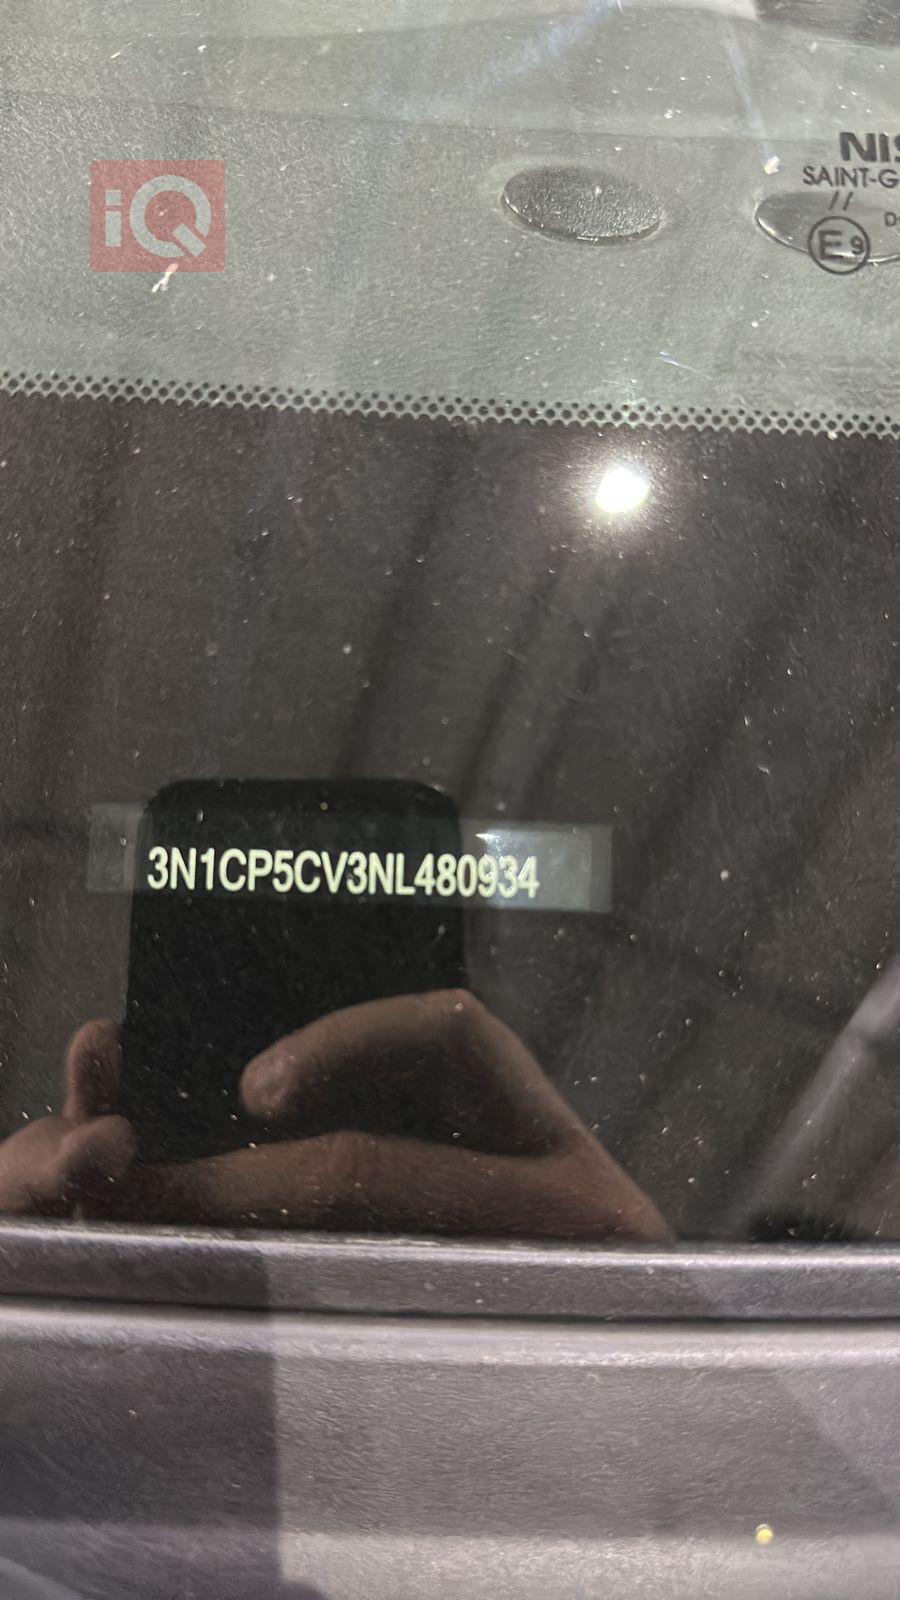 iQ
NIS
SAINT-G
E9
3N1CP5CV3NL480934